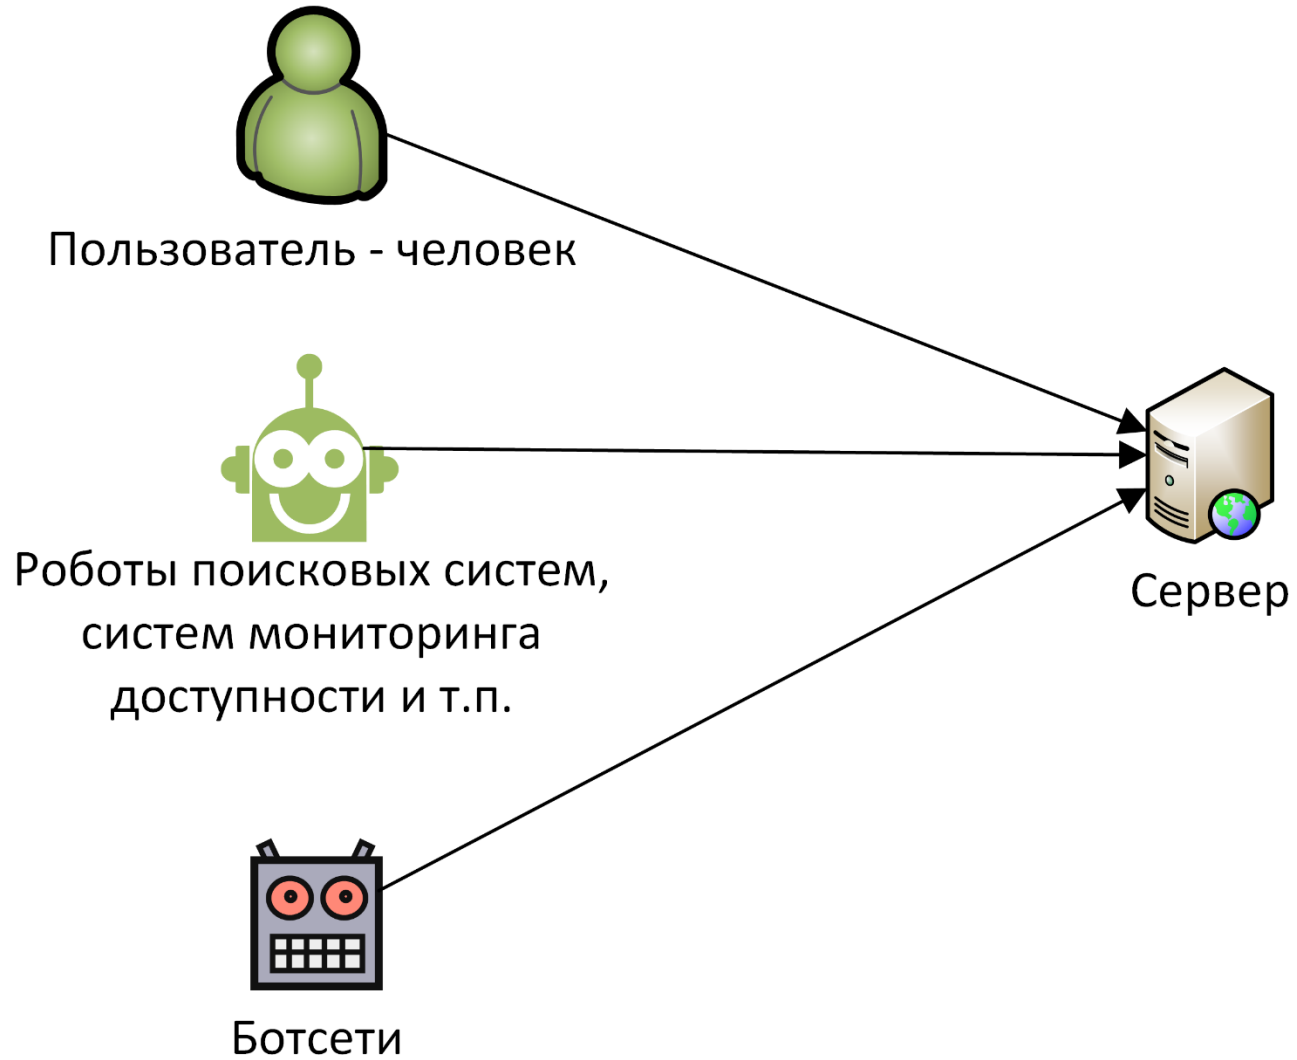 Пользователь - человек
Роботы поисковых систем,
систем мониторинга
доступности и т.п.
Сервер
Ботсети